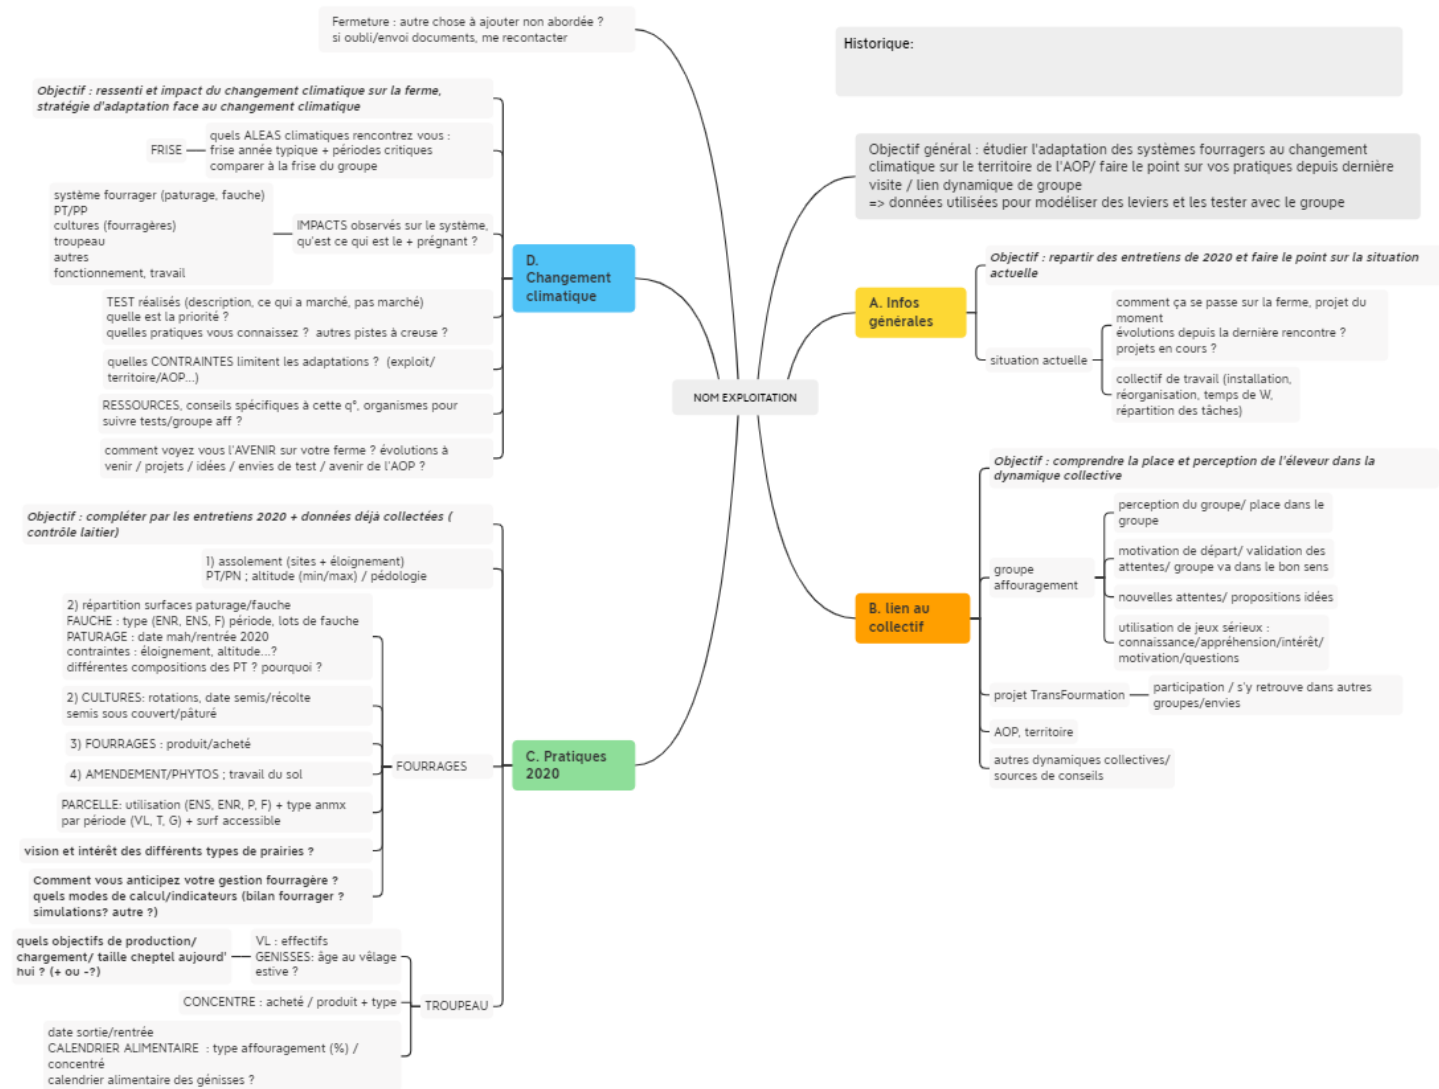 Fermeture : autre chose à ajouter non abordée ?
si oubli/envoi documents, me recontacter
Historique:
Objectif général : étudier l'adaptation des systèmes fourragers au changement
climatique sur le territoire de l'AOP/ faire le point sur vos pratiques depuis dernière
visite / lien dynamique de groupe
=> données utilisées pour modéliser des leviers et les tester avec le groupe
NOM EXPLOITATION
A. Infos
générales
Objectif : repartir des entretiens de 2020 et faire le point sur la situation
actuelle
situation actuelle
comment ça se passe sur la ferme, projet du
moment
évolutions depuis la dernière rencontre ?
projets en cours ?
collectif de travail (installation,
réorganisation, temps de W,
répartition des tâches)
B. lien au
collectif
Objectif : comprendre la place et perception de l'éleveur dans la
dynamique collective
groupe
affouragement
perception du groupe/ place dans le
groupe
motivation de départ/ validation des
attentes/ groupe va dans le bon sens
nouvelles attentes/ propositions idées
utilisation de jeux sérieux :
connaissance/appréhension/intérêt/
motivation/questions
projet TransFourmation
participation / s'y retrouve dans autres
groupes/envies
AOP, territoire
autres dynamiques collectives/
sources de conseils
C. Pratiques
2020
Objectif : compléter par les entretiens 2020 + données déjà collectées (
contrôle laitier)
1) assolement (sites + éloignement)
PT/PN ; altitude (min/max) / pédologie
FOURRAGES
2) répartition surfaces paturage/fauche
FAUCHE : type (ENR, ENS, F) période, lots de fauche
PATURAGE : date mah/rentrée 2020
contraintes : éloignement, altitude...?
différentes compositions des PT ? pourquoi ?
2) CULTURES: rotations, date semis/récolte
semis sous couvert/pâturé
3) FOURRAGES : produit/acheté
4) AMENDEMENT/PHYTOS ; travail du sol
PARCELLE: utilisation (ENS, ENR, P, F) + type anmx
par période (VL, T, G) + surf accessible
vision et intérêt des différents types de prairies ?
Comment vous anticipez votre gestion fourragère ?
quels modes de calcul/indicateurs (bilan fourrager ?
simulations? autre ?)
TROUPEAU
VL : effectifs
GENISSES: âge au vêlage
estive ?
quels objectifs de production/
chargement/ taille cheptel aujourd'
hui ? (+ ou -?)
CONCENTRE : acheté / produit + type
date sortie/rentrée
CALENDRIER ALIMENTAIRE : type affouragement (%) /
concentré
calendrier alimentaire des génisses ?
D.
Changement
climatique
Objectif : ressenti et impact du changement climatique sur la ferme,
stratégie d'adaptation face au changement climatique
quels ALEAS climatiques rencontrez vous :
frise année typique + périodes critiques
comparer à la frise du groupe
FRISE
IMPACTS observés sur le système,
qu'est ce qui est le + prégnant ?
système fourrager (paturage, fauche)
PT/PP
cultures (fourragères)
troupeau
autres
fonctionnement, travail
TEST réalisés (description, ce qui a marché, pas marché)
quelle est la priorité ?
quelles pratiques vous connaissez ? autres pistes à creuse ?
quelles CONTRAINTES limitent les adaptations ? (exploit/
territoire/AOP...)
RESSOURCES, conseils spécifiques à cette q°, organismes pour
suivre tests/groupe aff ?
comment voyez vous l'AVENIR sur votre ferme ? évolutions à
venir / projets / idées / envies de test / avenir de l'AOP ?